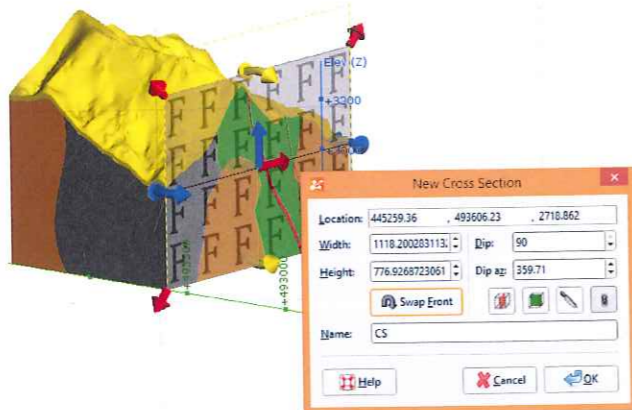 Elev (Z)
+3200
F F F F F F
F F F F F F
F F F F F F
F F F F F F
+493000
New Cross Section
Location: 445259.36 , 493606.23 , 2718.862
Width: 1118.200283113; Dip: 90
Height: 776.9268723061 Dip az: 359.71
Swap Front
Name: CS
Help Cancel OK